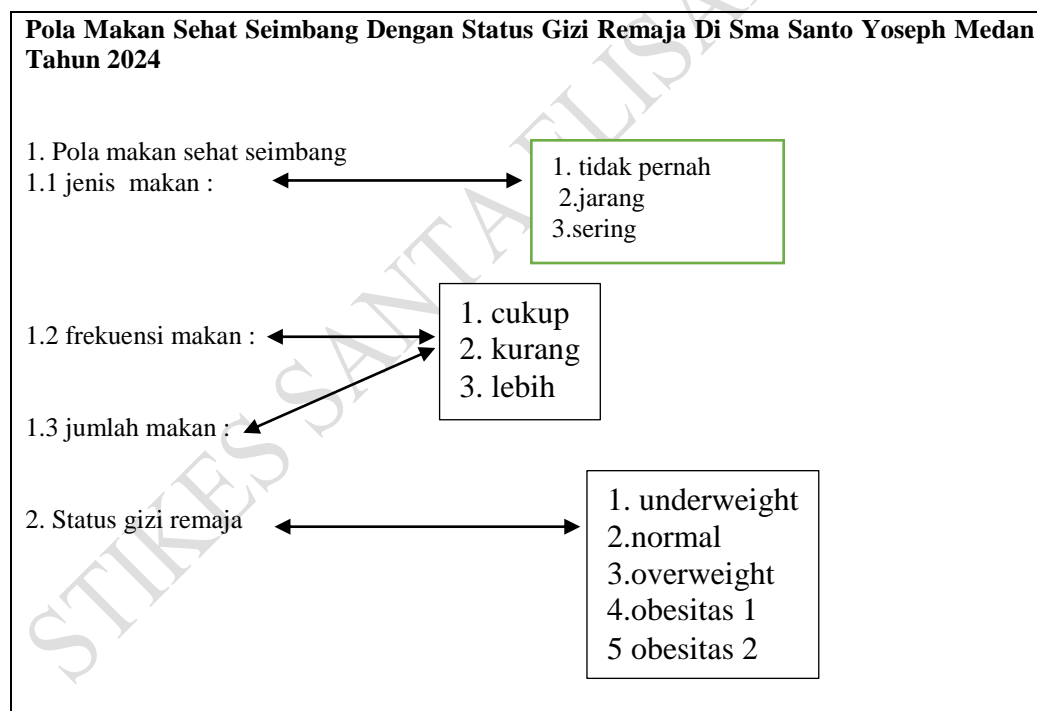 Pola Makan Sehat Seimbang Dengan Status Gizi Remaja Di Sma Santo Yoseph Medan
Tahun 2024
1. Pola makan sehat seimbang
1.1 jenis makan :
1. tidak pernah
2.jarang
3.sering
1.2 frekuensi makan :
1. cukup
2. kurang
3. lebih
1.3 jumlah makan :
2. Status gizi remaja
1. underweight
2.normal
3.overweight
4.obesitas 1
5 obesitas 2
STIKES SANTA ELISA